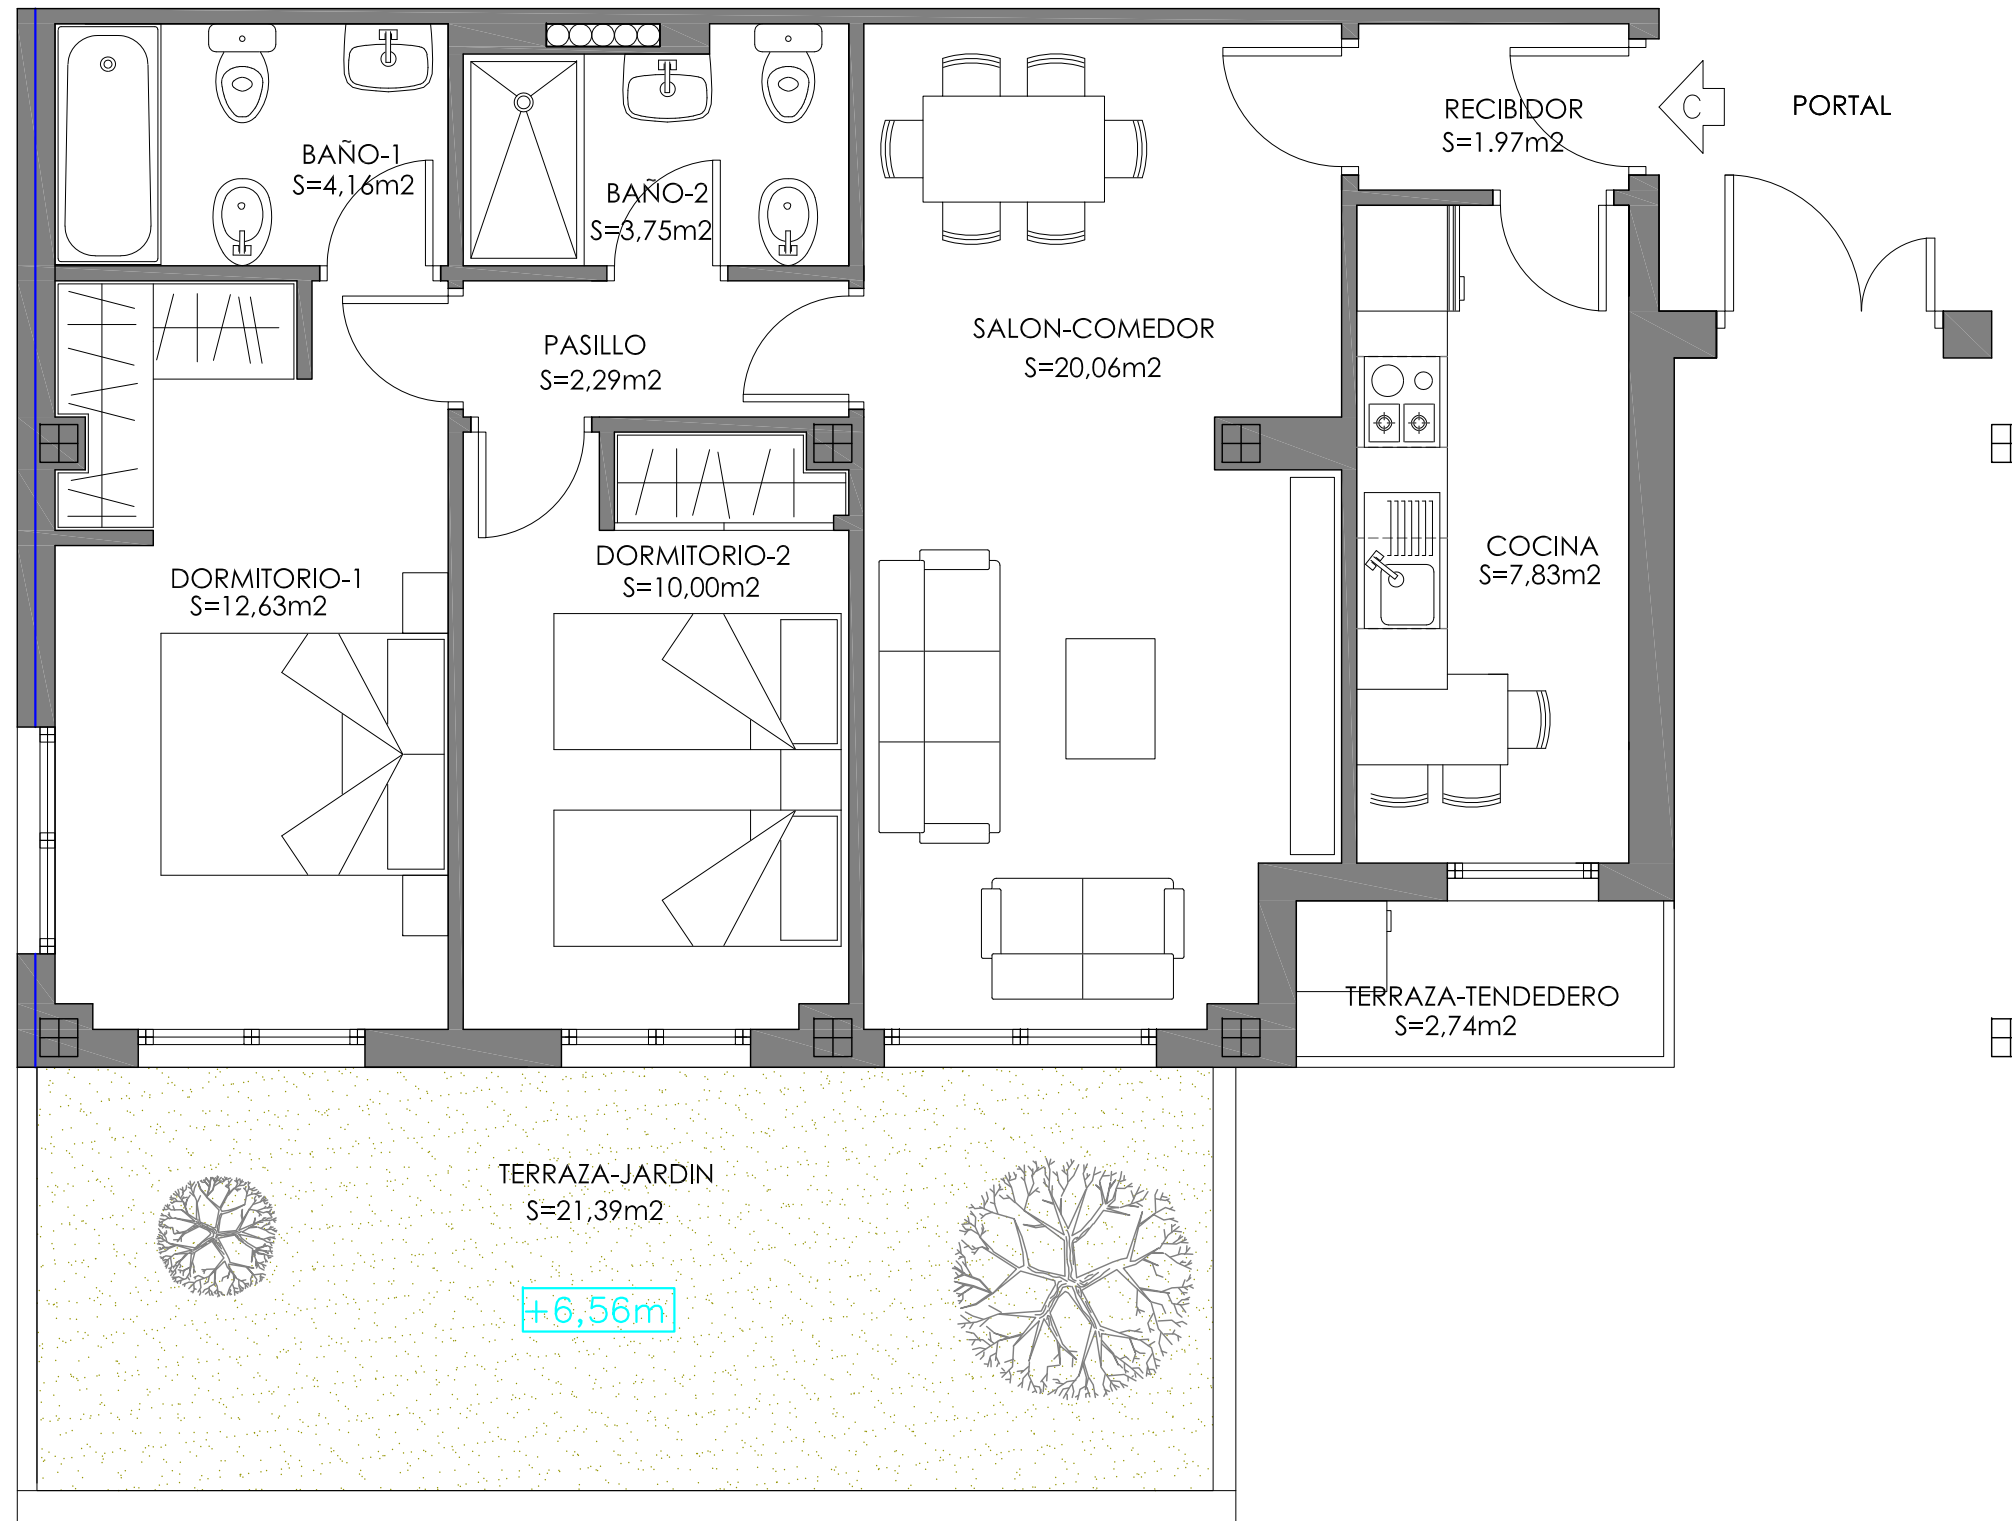 RECIBIDOR
S=1.97m2
C
PORTAL
BAÑO-1
S=4,16m2
BAÑO-2
S=3,75m2
PASILLO
S=2,29m2
SALON-COMEDOR
S=20,06m2
DORMITORIO-1
S=12,63m2
DORMITORIO-2
S=10,00m2
COCINA
S=7,83m2
TERRAZA-TENDEDERO
S=2,74m2
TERRAZA-JARDIN
S=21,39m2
+6,56m